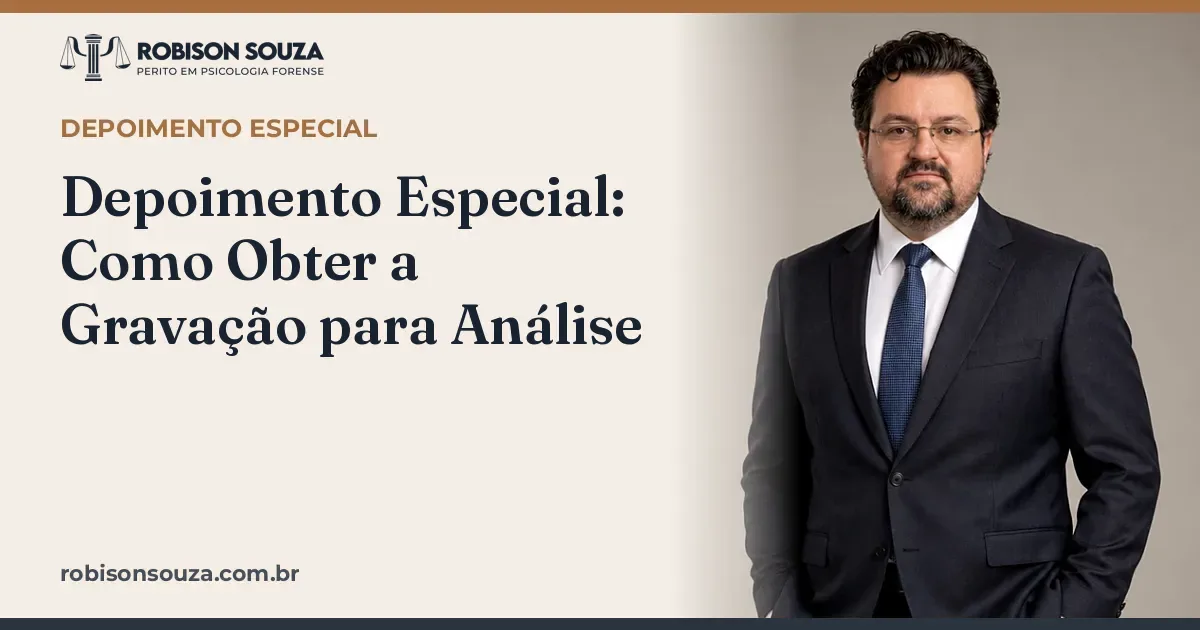 ROBISON SOUZA
PERITO EM PSICOLOGIA FORENSE
DEPOIMENTO ESPECIAL
Depoimento Especial:
Como Obter a
Gravação para Análise
robisonsouza.com.br